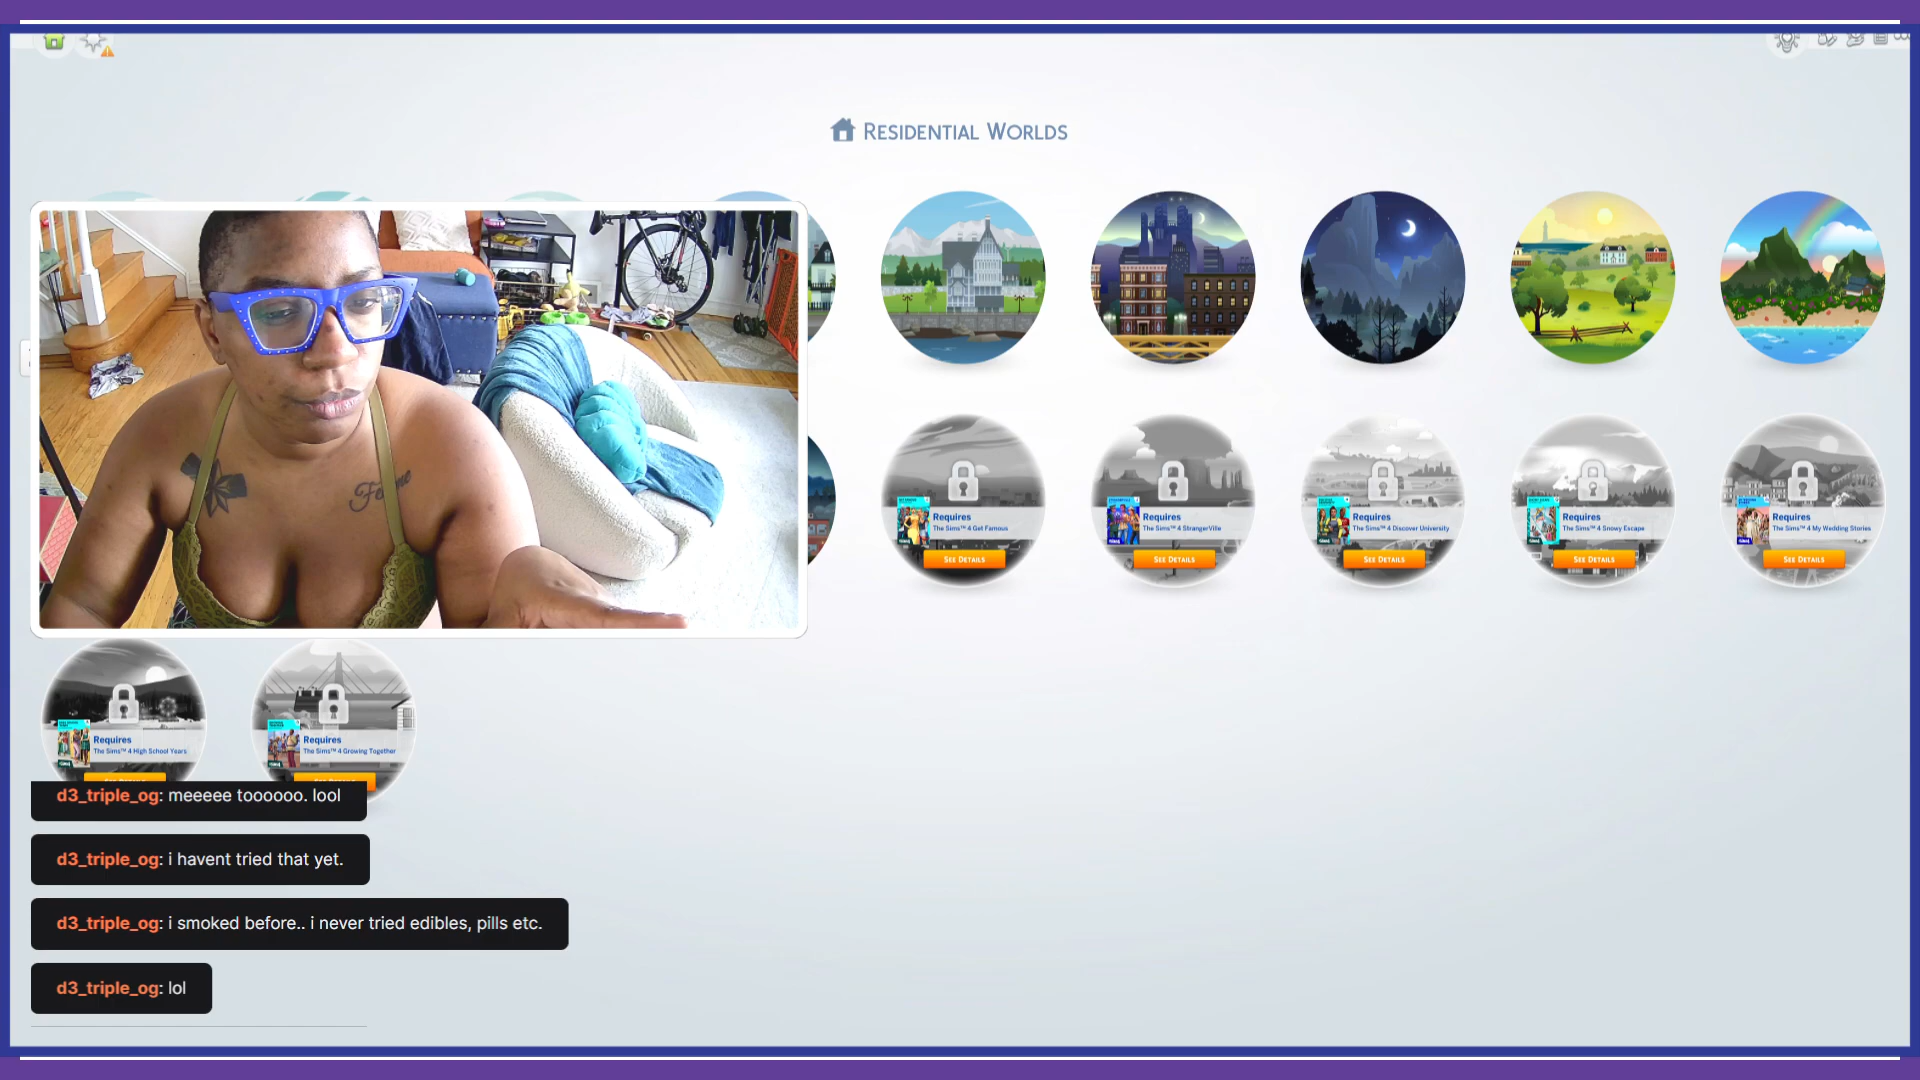 RESIDENTIAL WORLDS
Fame
Requires
The Sims™ 4 Get Famous
SEE DETAILS
Requires
The Sims™ 4 StrangerVille
SEE DETAILS
Requires
The Sims™ 4 Discover University
SEE DETAILS
Requires
The Sims™ 4 Snowy Escape
SEE DETAILS
Requires
The Sims™ 4 My Wedding Stories
SEE DETAILS
Requires
The Sims™ 4 High School Years
Requires
The Sims™ 4 Growing Together
d3_triple_og: meeeee toooooo. lool
d3_triple_og: i havent tried that yet.
d3_triple_og: i smoked before.. i never tried edibles, pills etc.
d3_triple_og: lol